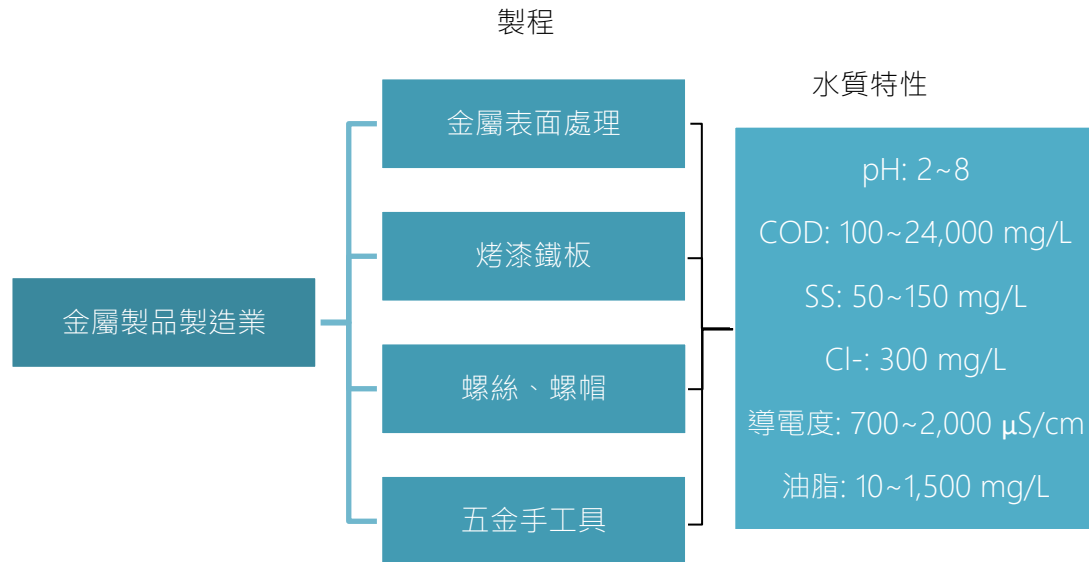 製程
水質特性
金屬製品製造業
金屬表面處理
烤漆鐵板
螺絲、螺帽
五金手工具
pH: 2~8
COD: 100~24,000 mg/L
SS: 50~150 mg/L
Cl-: 300 mg/L
導電度: 700~2,000 μS/cm
油脂: 10~1,500 mg/L